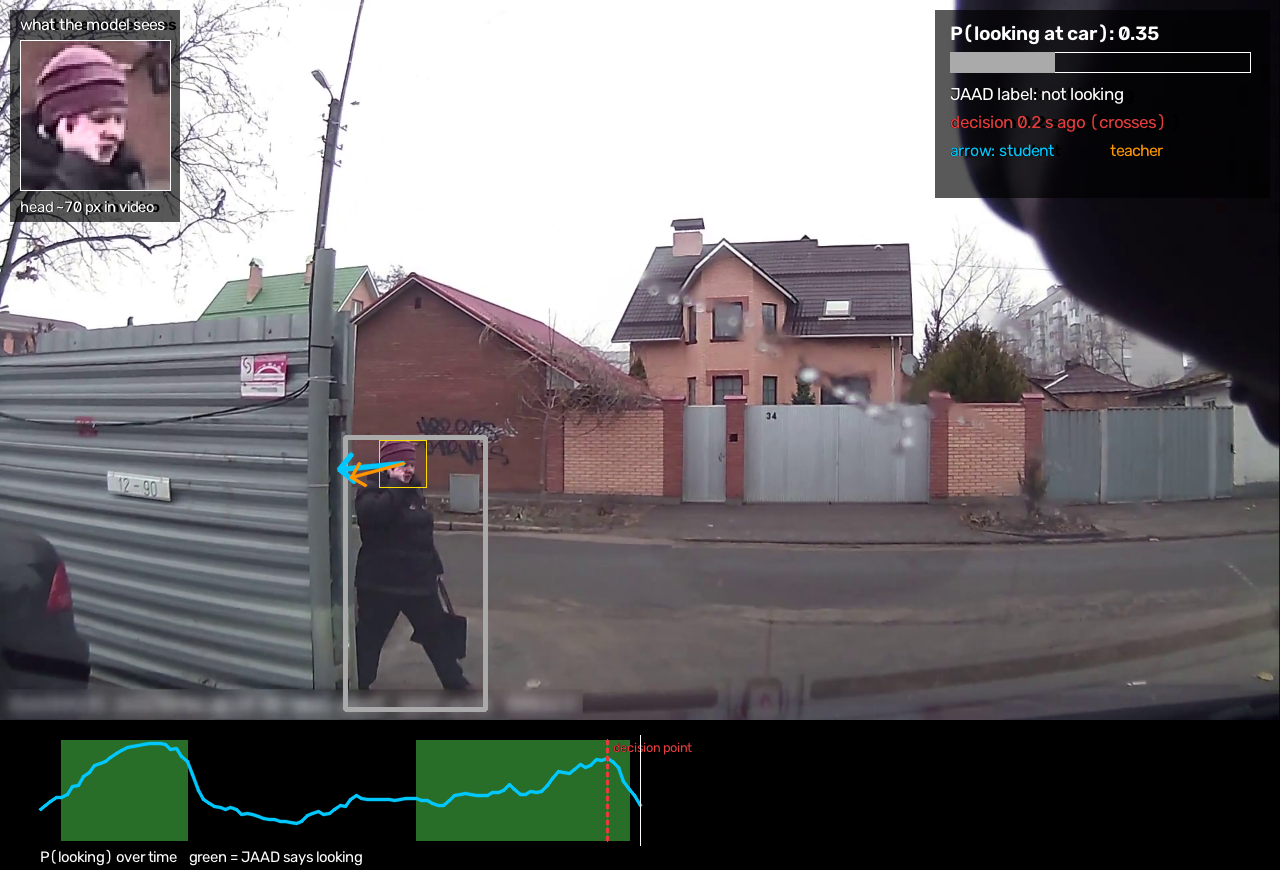 what the model sees
head ~70 px in video
P(looking at car): 0.35
JAAD label: not looking
decision 0.2 s ago (crosses)
arrow: student teacher
34
12-90
decision point
P(looking) over time green = JAAD says looking